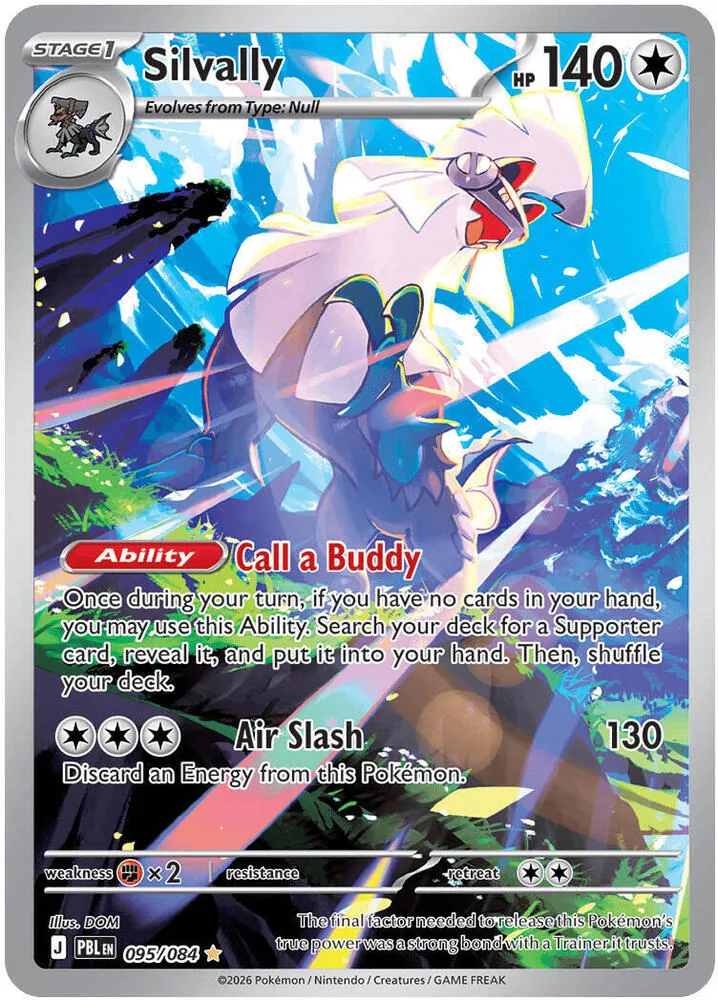 STAGE 1
Silvally
HP 140
Evolves from Type: Null
Ability Call a Buddy
Once during your turn, if you have no cards in your hand,
you may use this Ability. Search your deck for a Supporter
card, reveal it, and put it into your hand. Then, shuffle
your deck.
Air Slash 130
Discard an Energy from this Pokémon.
weakness ×2 resistance retreat
Illus. DOM
The final factor needed to release this Pokémon's
true power was a strong bond with a Trainer it trusts.
J PBL EN 095/084
©2026 Pokémon / Nintendo / Creatures / GAME FREAK